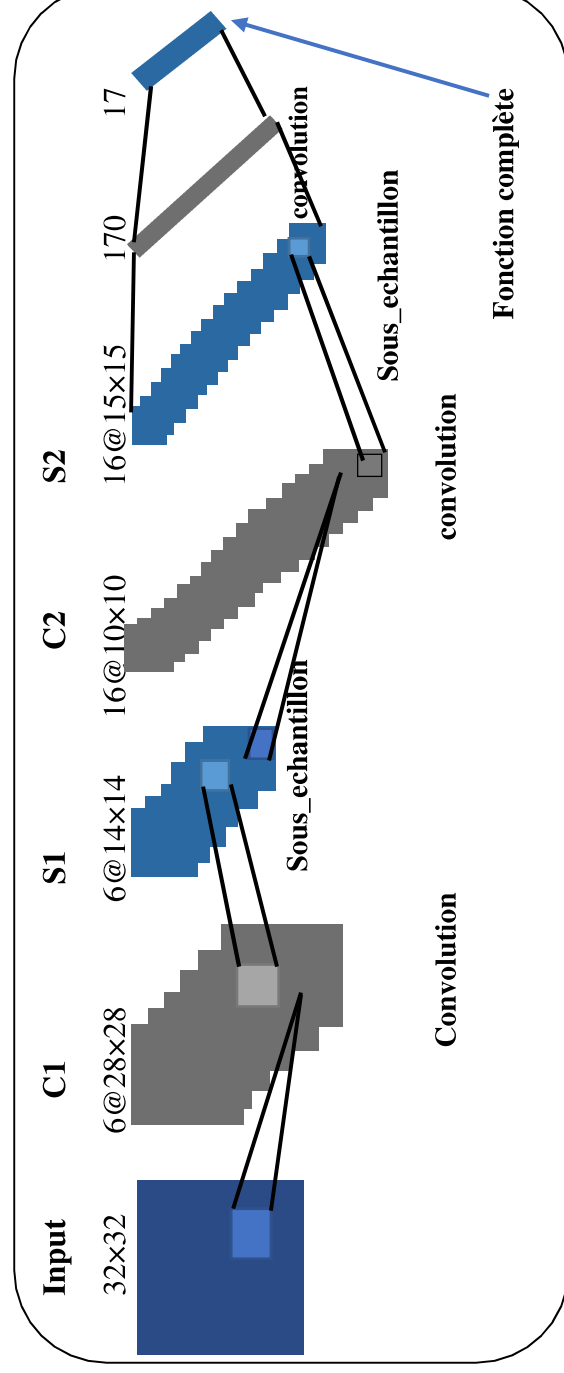 Input
C1
S1
C2
S2
32×32
6@28×28
6@14×14
16@10×10
16@15×15
170
17
convolution
Sous_echantillon
Sous_echantillon
Convolution
convolution
Fonction complète